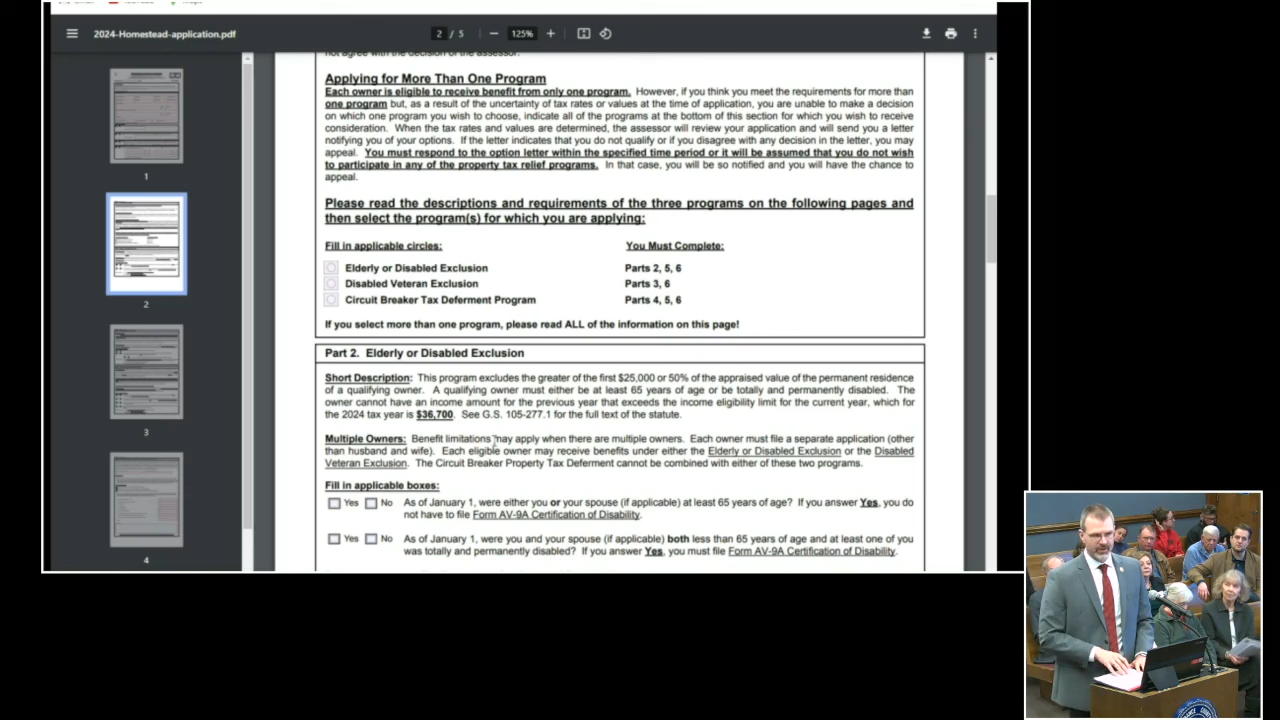 2024-Homestead-application.pdf
2 / 5
125%
not agree with the decision of the assessor.
Applying for More Than One Program
Each owner is eligible to receive benefit from only one program. However, if you think you meet the requirements for more than
one program but, as a result of the uncertainty of tax rates or values at the time of application, you are unable to make a decision
on which one program you wish to choose, indicate all of the programs at the bottom of this section for which you wish to receive
consideration. When the tax rates and values are determined, the assessor will review your application and will send you a letter
notifying you of your options. If the letter indicates that you do not qualify or if you disagree with any decision in the letter, you may
appeal. You must respond to the option letter within the specified time period or it will be assumed that you do not wish
to participate in any of the property tax relief programs. In that case, you will be so notified and you will have the chance to
appeal.
Please read the descriptions and requirements of the three programs on the following pages and
then select the program(s) for which you are applying:
Fill in applicable circles: You Must Complete:
Elderly or Disabled Exclusion Parts 2, 5, 6
Disabled Veteran Exclusion Parts 3, 6
Circuit Breaker Tax Deferment Program Parts 4, 5, 6
If you select more than one program, please read ALL of the information on this page!
Part 2. Elderly or Disabled Exclusion
Short Description: This program excludes the greater of the first $25,000 or 50% of the appraised value of the permanent residence
of a qualifying owner. A qualifying owner must either be at least 65 years of age or be totally and permanently disabled. The
owner cannot have an income amount for the previous year that exceeds the income eligibility limit for the current year, which for
the 2024 tax year is $36,700. See G.S. 105-277.1 for the full text of the statute.
Multiple Owners: Benefit limitations may apply when there are multiple owners. Each owner must file a separate application (other
than husband and wife). Each eligible owner may receive benefits under either the Elderly or Disabled Exclusion or the Disabled
Veteran Exclusion. The Circuit Breaker Property Tax Deferment cannot be combined with either of these two programs.
Fill in applicable boxes:
Yes No As of January 1, were either you or your spouse (if applicable) at least 65 years of age? If you answer Yes, you do
not have to file Form AV-9A Certification of Disability.
Yes No As of January 1, were you and your spouse (if applicable) both less than 65 years of age and at least one of you
was totally and permanently disabled? If you answer Yes, you must file Form AV-9A Certification of Disability.
1
2
3
4